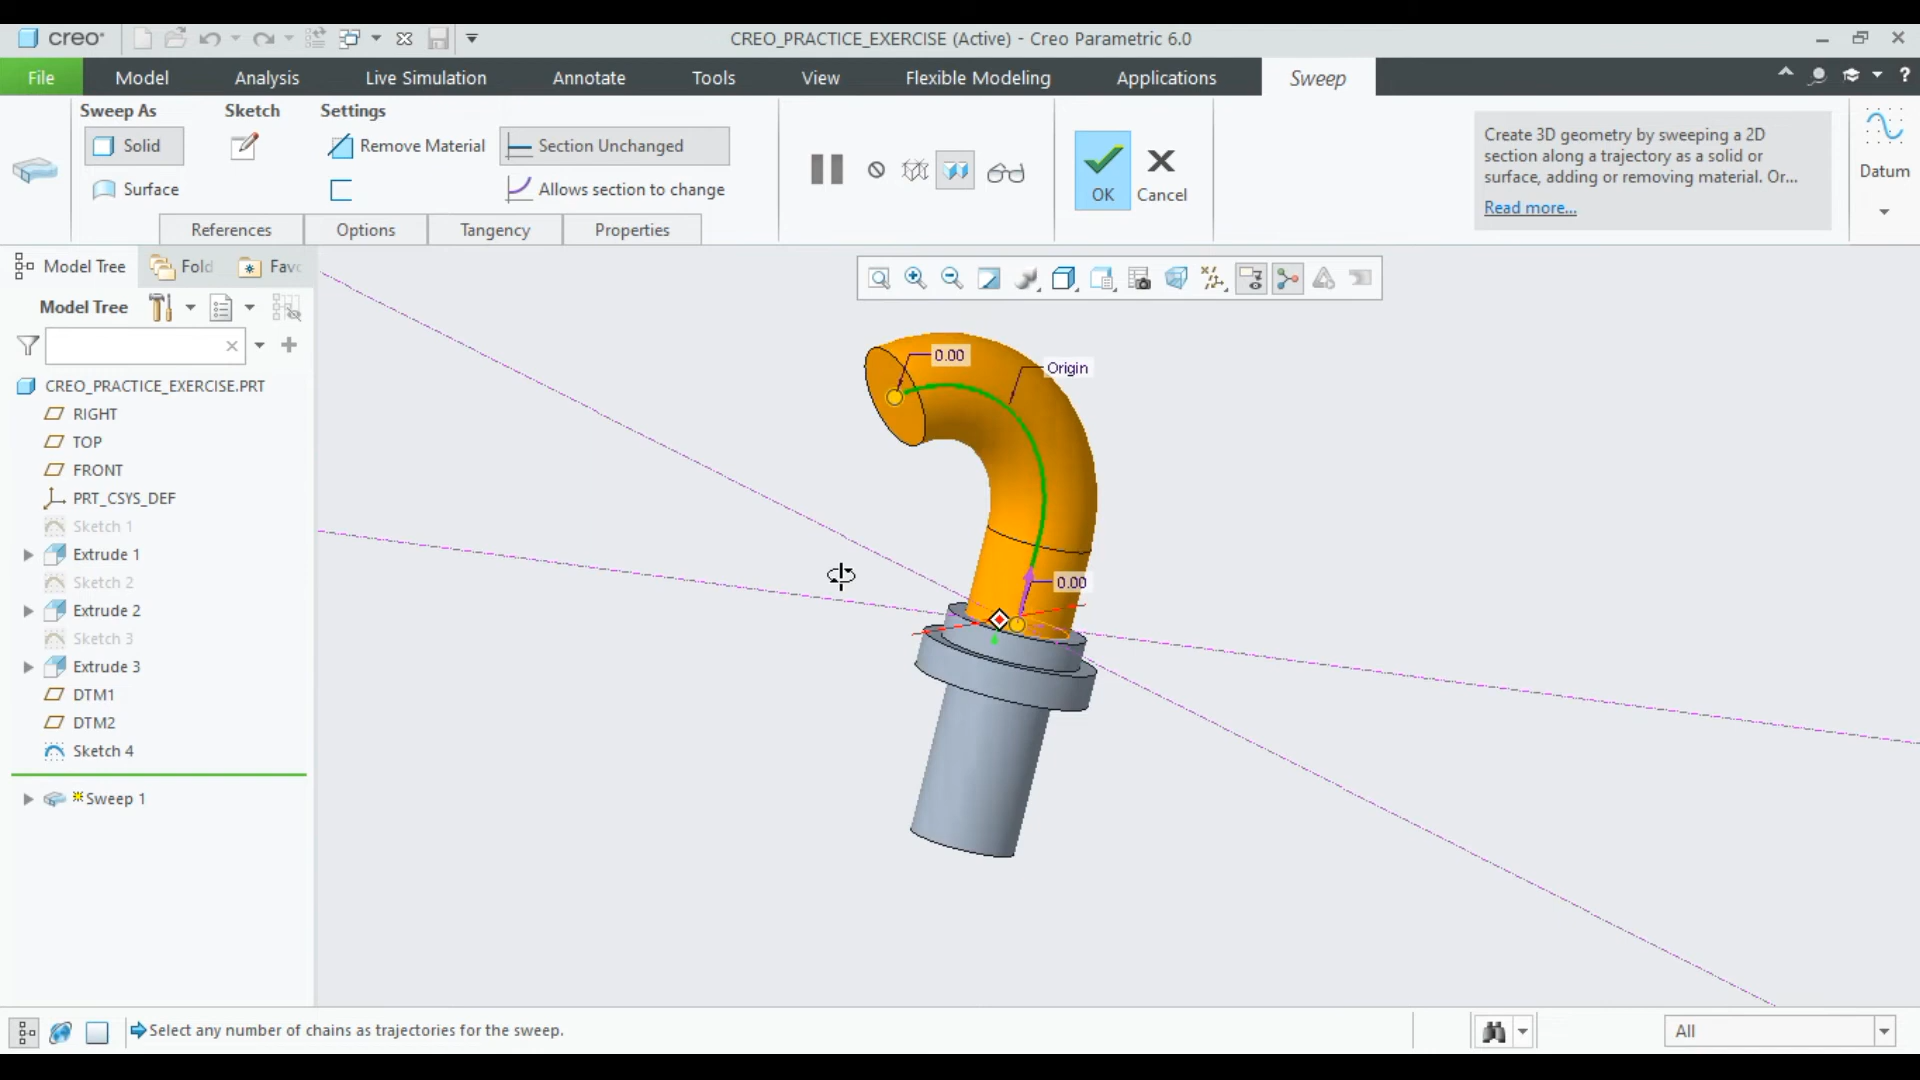 creo
CREO_PRACTICE_EXERCISE (Active) - Creo Parametric 6.0
File
Model
Analysis
Live Simulation
Annotate
Tools
View
Flexible Modeling
Applications
Sweep
Sweep As
Sketch
Settings
Solid
Remove Material
Section Unchanged
Surface
Allows section to change
OK
Cancel
Create 3D geometry by sweeping a 2D
section along a trajectory as a solid or
surface, adding or removing material. Or...
Read more...
Datum
References
Options
Tangency
Properties
Model Tree
Fold
Favo
Model Tree
CREO_PRACTICE_EXERCISE.PRT
RIGHT
TOP
FRONT
PRT_CSYS_DEF
Sketch 1
Extrude 1
Sketch 2
Extrude 2
Sketch 3
Extrude 3
DTM1
DTM2
Sketch 4
Sweep 1
0.00
Origin
0.00
Select any number of chains as trajectories for the sweep.
All